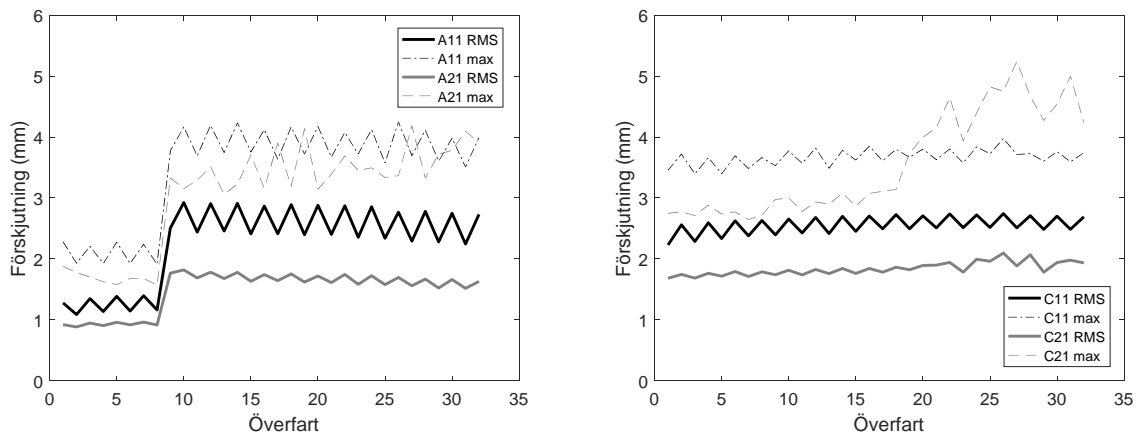 6
5
4
3
2
1
0
Förskjutning (mm)
0 5 10 15 20 25 30 35
Överfart
A11 RMS
A11 max
A21 RMS
A21 max
6
5
4
3
2
1
0
Förskjutning (mm)
0 5 10 15 20 25 30 35
Överfart
C11 RMS
C11 max
C21 RMS
C21 max